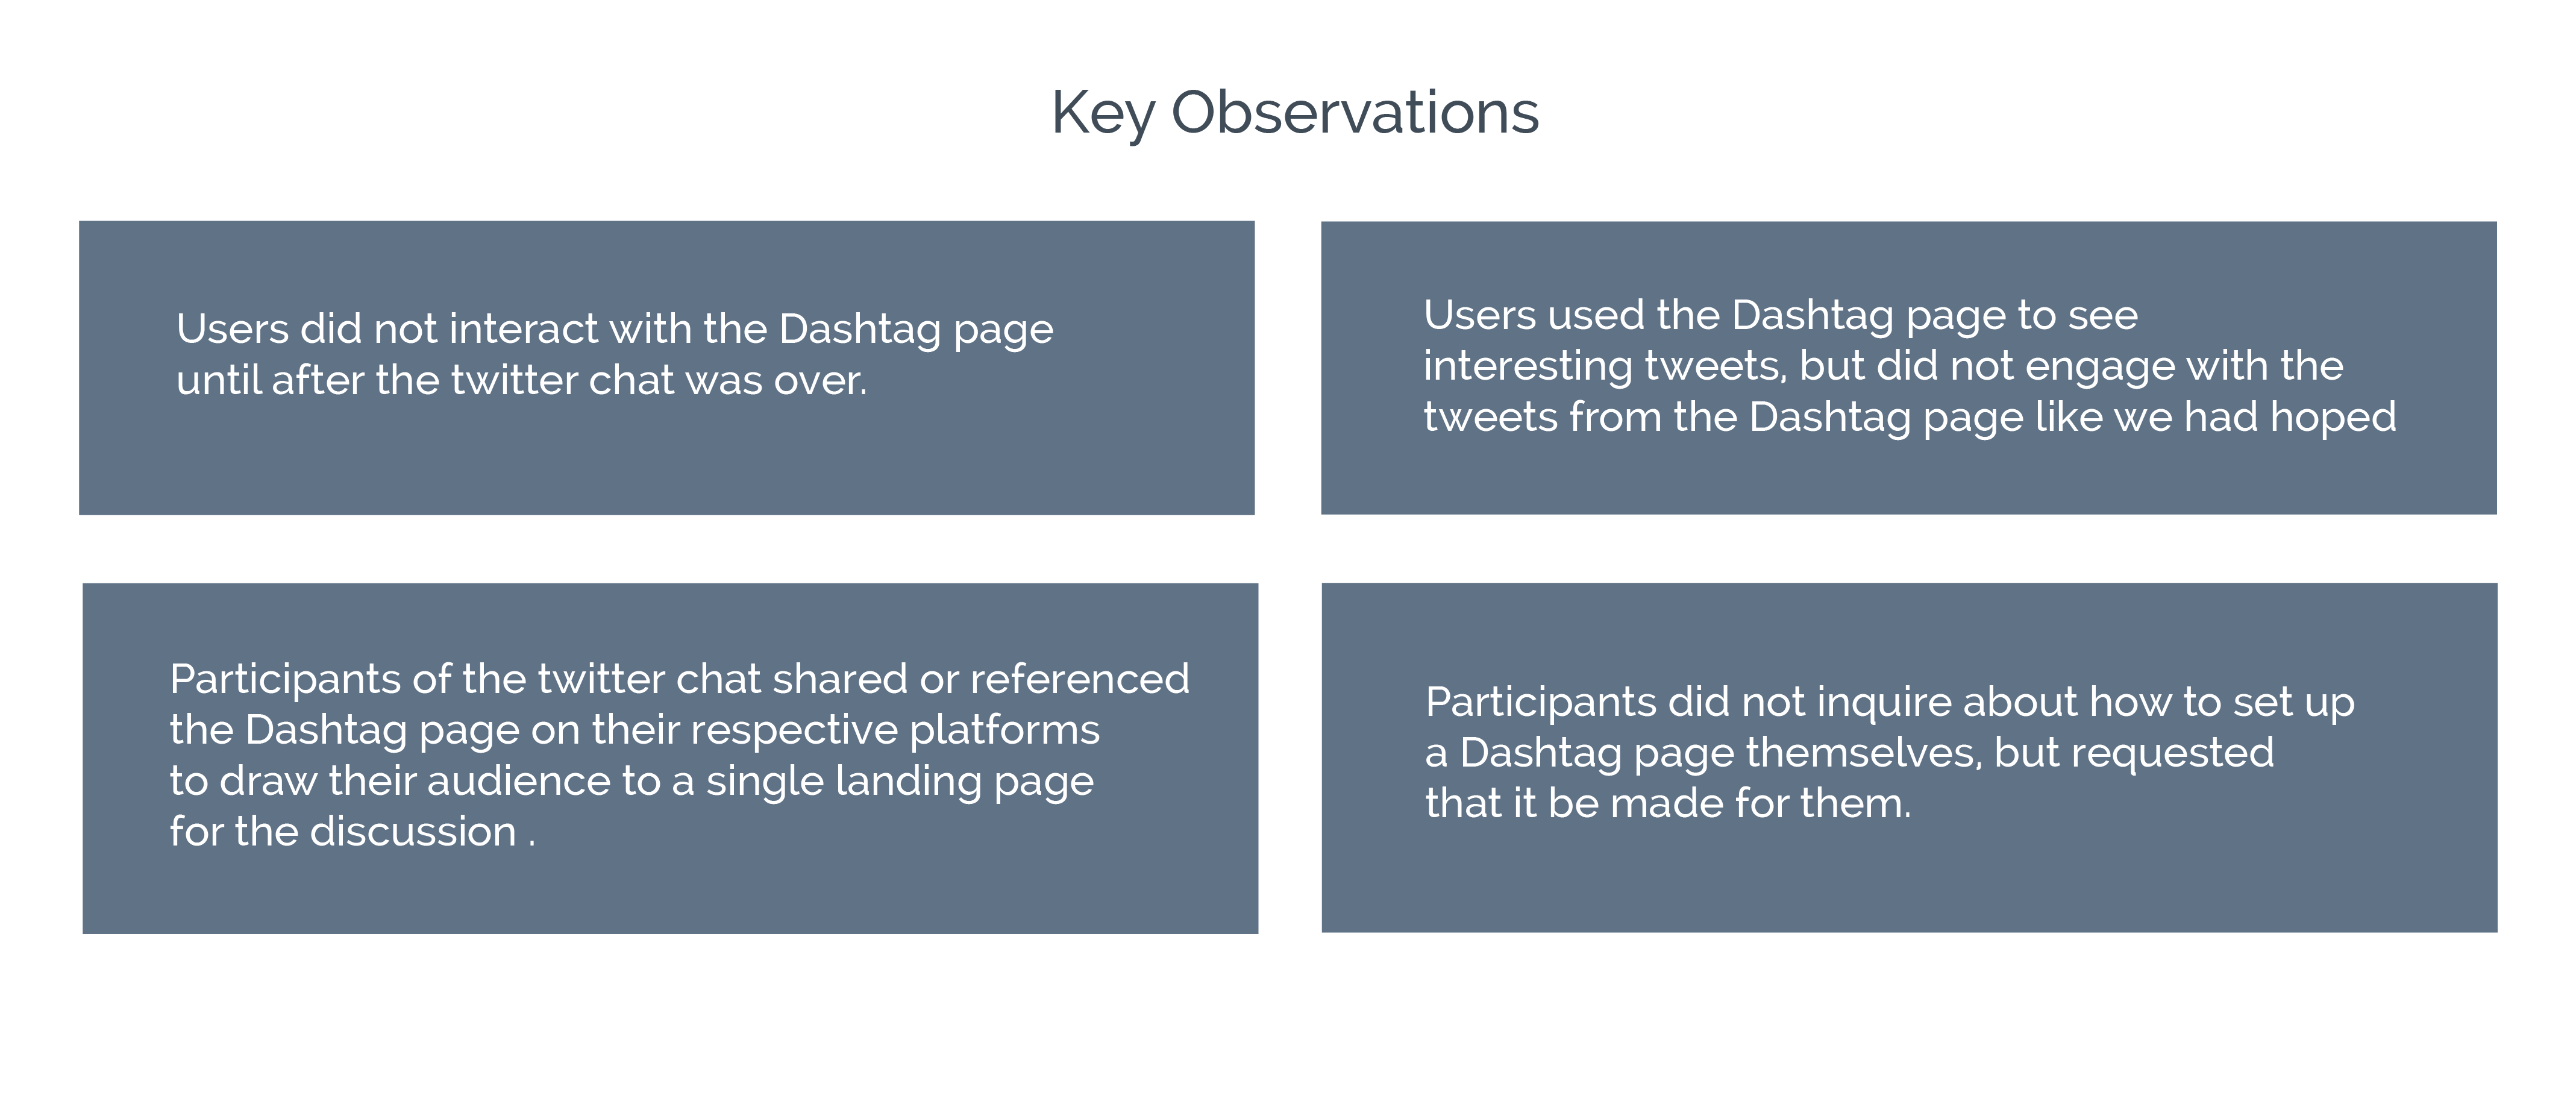 Key Observations
Users did not interact with the Dashtag page
until after the twitter chat was over.
Users used the Dashtag page to see
interesting tweets, but did not engage with the
tweets from the Dashtag page like we had hoped
Participants of the twitter chat shared or referenced
the Dashtag page on their respective platforms
to draw their audience to a single landing page
for the discussion .
Participants did not inquire about how to set up
a Dashtag page themselves, but requested
that it be made for them.